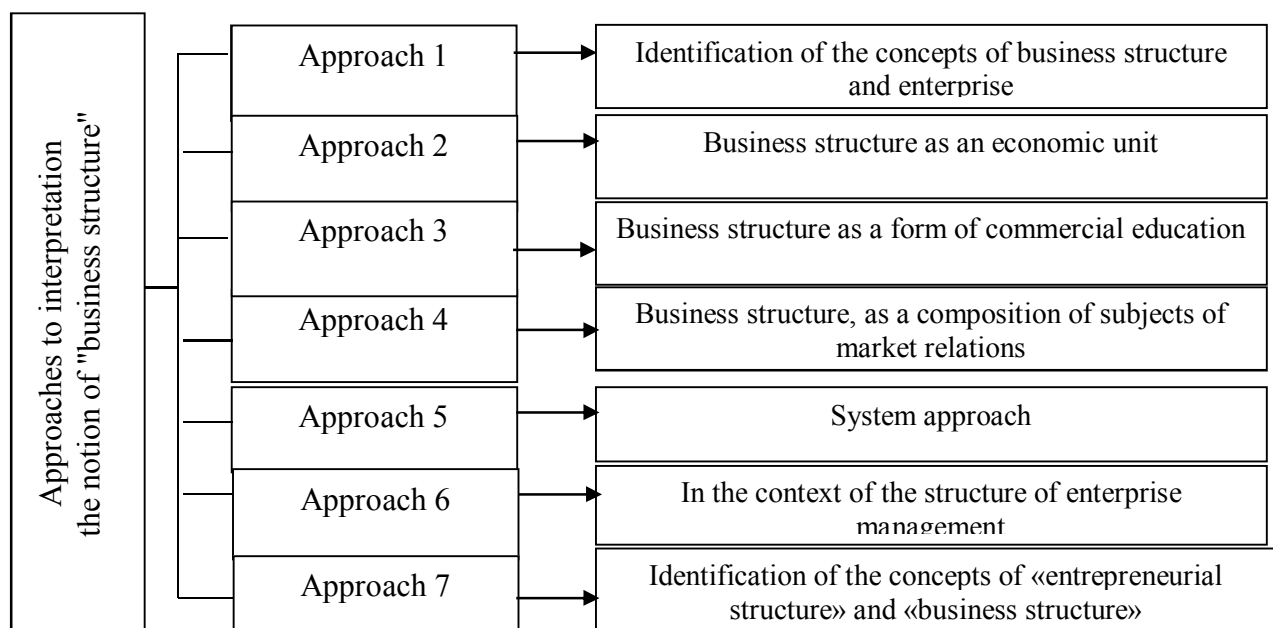 Approaches to interpretation
the notion of "business structure"
Approach 1
Identification of the concepts of business structure
and enterprise
Approach 2
Business structure as an economic unit
Approach 3
Business structure as a form of commercial education
Approach 4
Business structure, as a composition of subjects of
market relations
Approach 5
System approach
Approach 6
In the context of the structure of enterprise
management
Approach 7
Identification of the concepts of «entrepreneurial
structure» and «business structure»